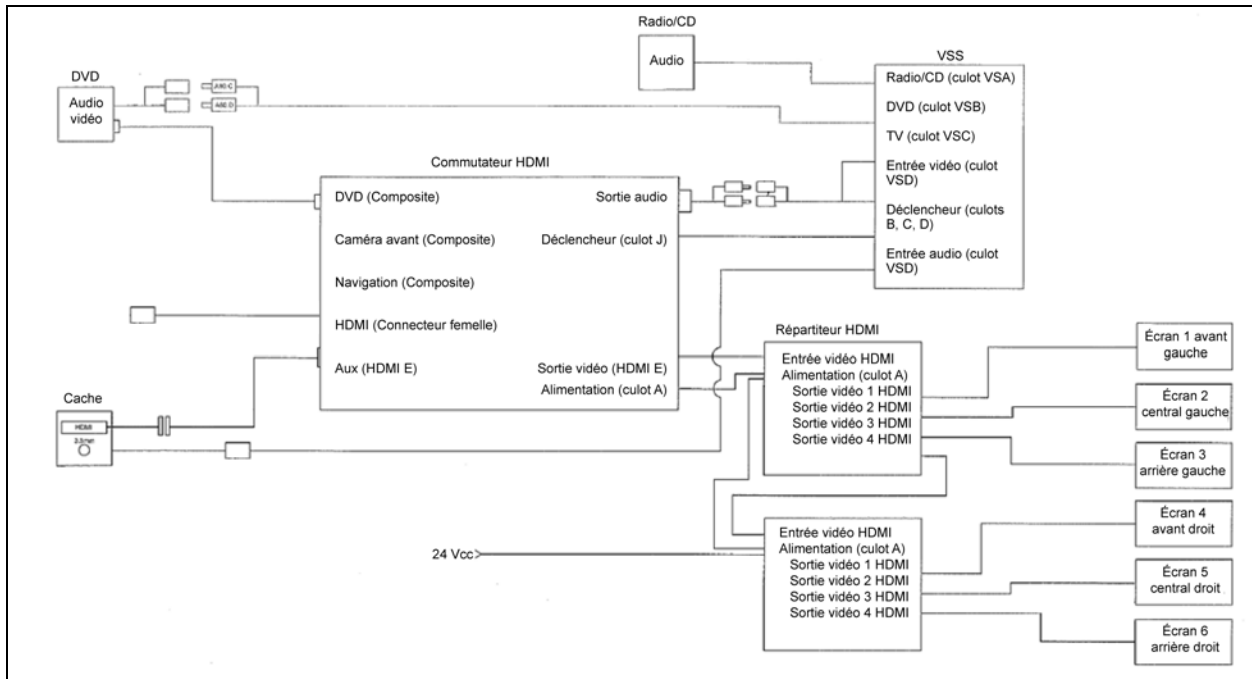 Radio/CD
Audio
VSS
Radio/CD (culot VSA)
DVD (culot VSB)
TV (culot VSC)
Entrée vidéo (culot
VSD)
Déclencheur (culots
B, C, D)
Entrée audio (culot
VSD)
DVD
Audio
vidéo
Commutateur HDMI
DVD (Composite)
Sortie audio
Caméra avant (Composite)
Déclencheur (culot J)
Navigation (Composite)
HDMI (Connecteur femelle)
Aux (HDMI E)
Sortie vidéo (HDMI E)
Alimentation (culot A)
Cache
HDMI
Répartiteur HDMI
Entrée vidéo HDMI
Alimentation (culot A)
Sortie vidéo 1 HDMI
Sortie vidéo 2 HDMI
Sortie vidéo 3 HDMI
Sortie vidéo 4 HDMI
Écran 1 avant
gauche
Écran 2
central gauche
Écran 3
arrière gauche
24 Vcc>
Entrée vidéo HDMI
Alimentation (culot A)
Sortie vidéo 1 HDMI
Sortie vidéo 2 HDMI
Sortie vidéo 3 HDMI
Sortie vidéo 4 HDMI
Écran 4
avant droit
Écran 5
central droit
Écran 6
arrière droit